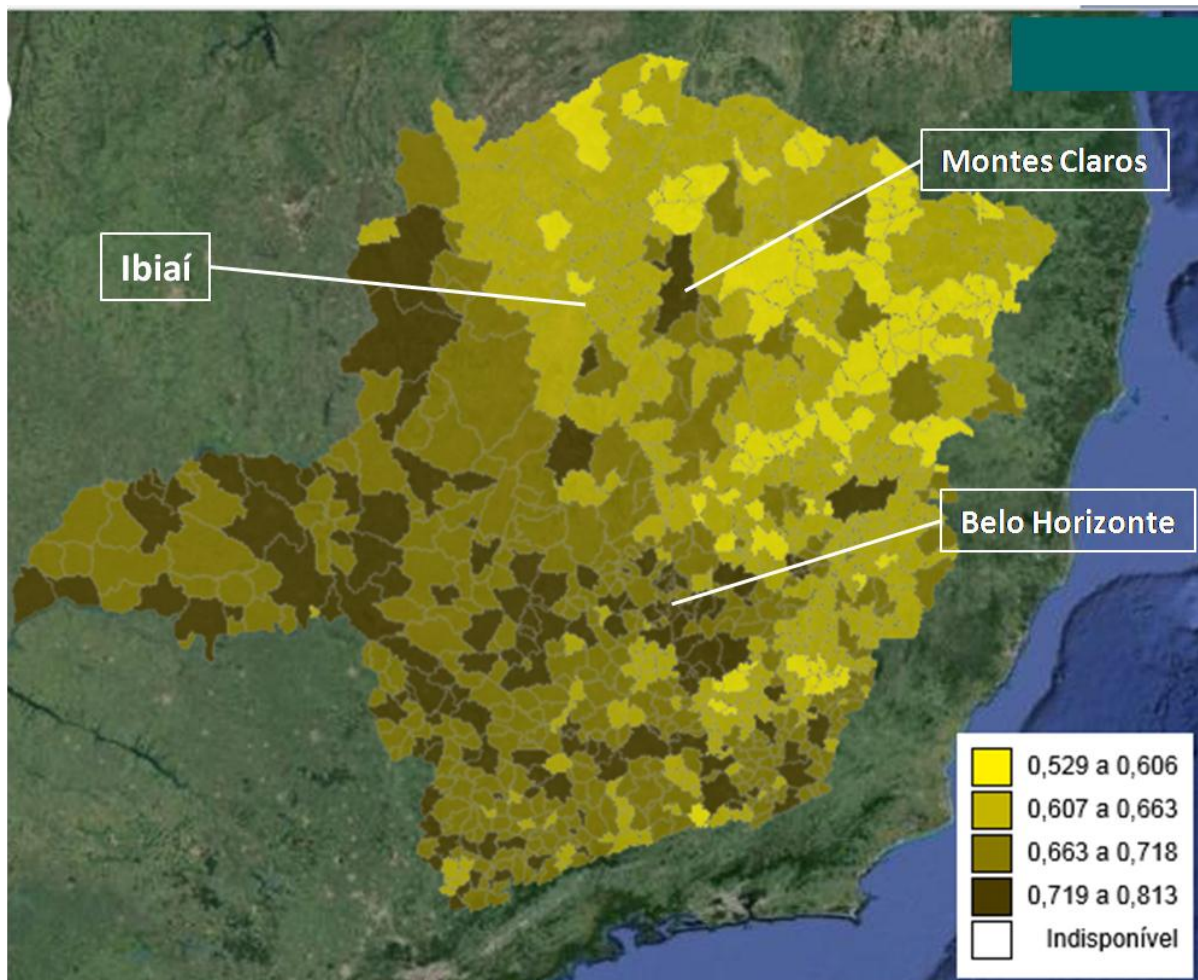 Montes Claros
Ibiaí
Belo Horizonte
0,529 a 0,606
0,607 a 0,663
0,663 a 0,718
0,719 a 0,813
Indisponível